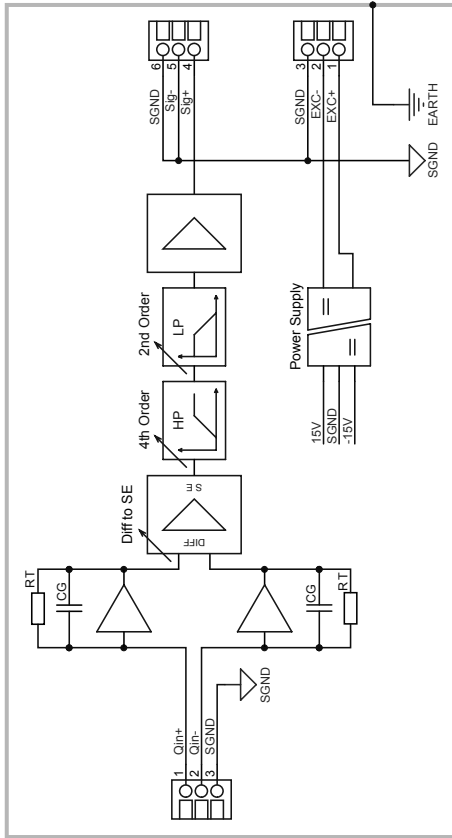 1
Qin+
2
Qin-
3
SGND
SGND
RT
CG
CG
RT
Diff to SE
DIFF
SE
4th Order
HP
2nd Order
LP
6
SGND
5
Sig-
4
Sig+
3
SGND
2
EXC-
1
EXC+
Power Supply
15V
SGND
-15V
SGND
EARTH